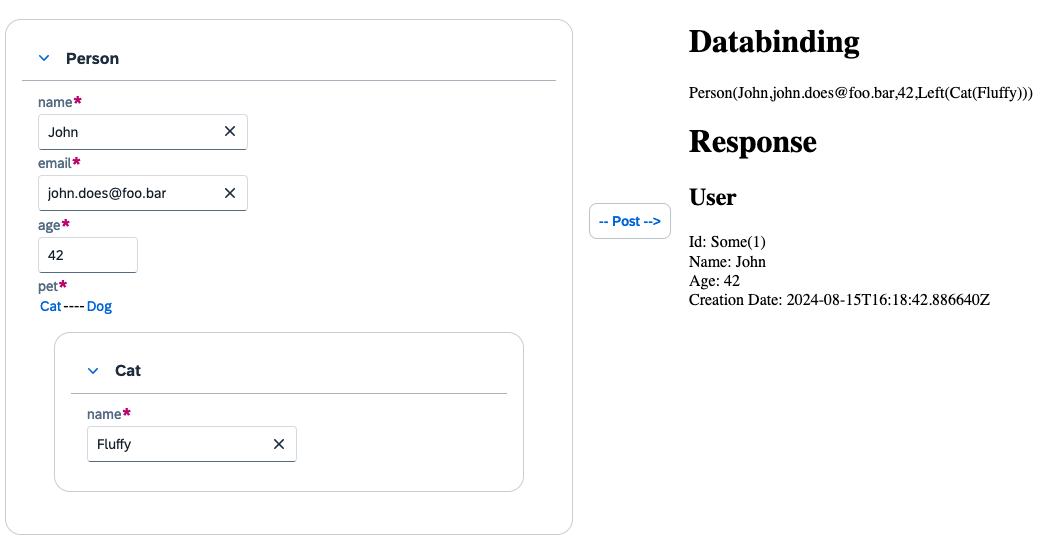 Person
name*
John
email*
john.does@foo.bar
age*
42
pet*
Cat----Dog
Cat
name*
Fluffy
-- Post -->
Databinding
Person(John,john.does@foo.bar,42,Left(Cat(Fluffy)))
Response
User
Id: Some(1)
Name: John
Age: 42
Creation Date: 2024-08-15T16:18:42.886640Z